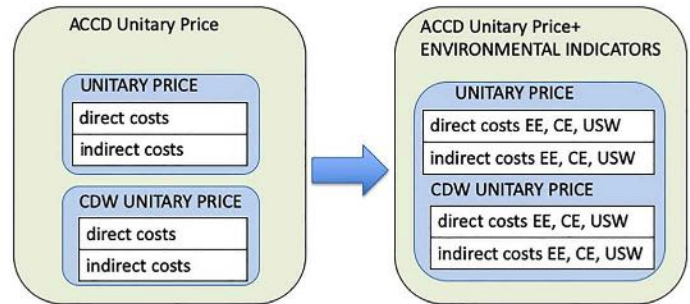 ACCD Unitary Price
UNITARY PRICE
direct costs
indirect costs
CDW UNITARY PRICE
direct costs
indirect costs
ACCD Unitary Price+
ENVIRONMENTAL INDICATORS
UNITARY PRICE
direct costs EE, CE, USW
indirect costs EE, CE, USW
CDW UNITARY PRICE
direct costs EE, CE, USW
indirect costs EE, CE, USW